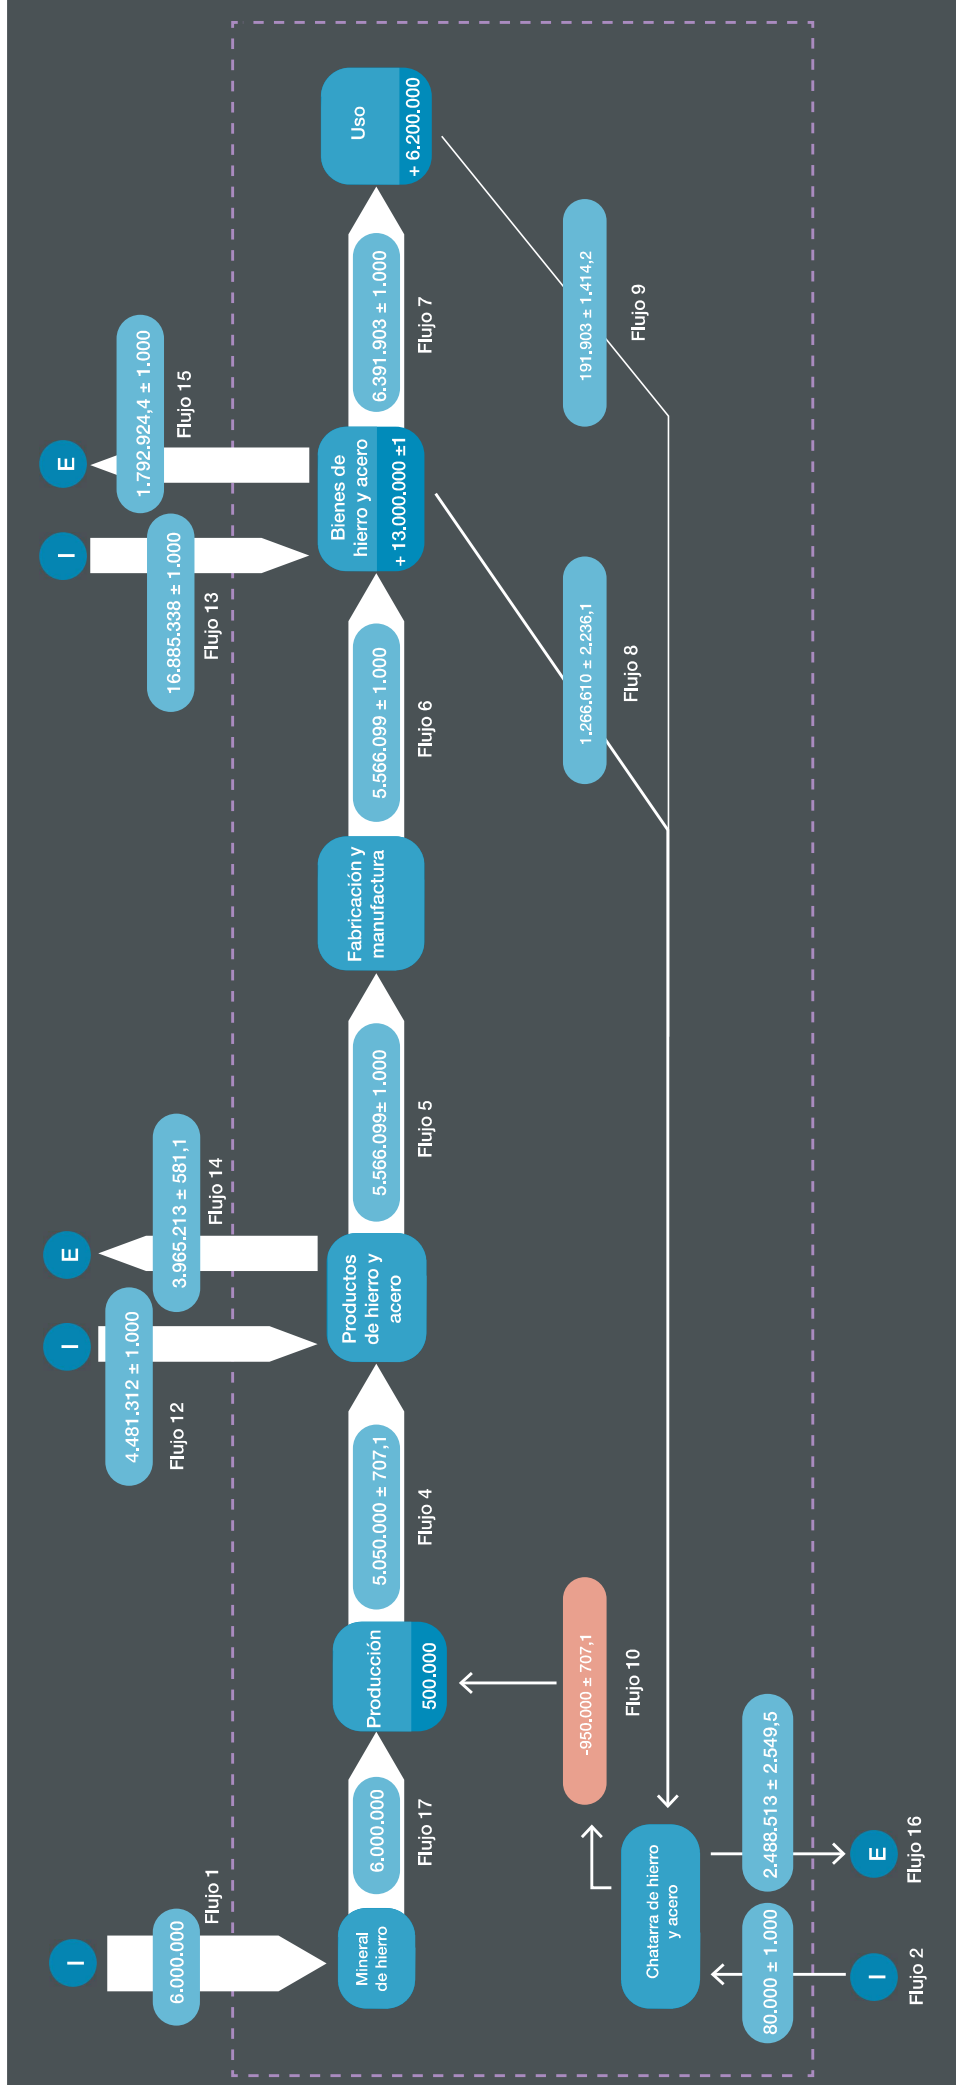 I
6.000.000
Flujo 1
Mineral
de hierro
6.000.000
Flujo 17
Producción
500.000
5.050.000 ± 707,1
Flujo 4
I
4.481.312 ± 1.000
Flujo 12
E
3.965.213 ± 581,1
Flujo 14
Productos
de hierro y
acero
5.566.099± 1.000
Flujo 5
Fabricación y
manufactura
5.566.099 ± 1.000
Flujo 6
I
16.885.338 ± 1.000
Flujo 13
E
1.792.924,4 ± 1.000
Flujo 15
Bienes de
hierro y acero
+ 13.000.000 ±1
6.391.903 ± 1.000
Flujo 7
Uso
+ 6.200.000
-950.000 ± 707,1
Flujo 10
1.266.610 ± 2.236,1
Flujo 8
191.903 ± 1.414,2
Flujo 9
Chatarra de hierro
y acero
80.000 ± 1.000
I
Flujo 2
2.488.513 ± 2.549,5
E
Flujo 16